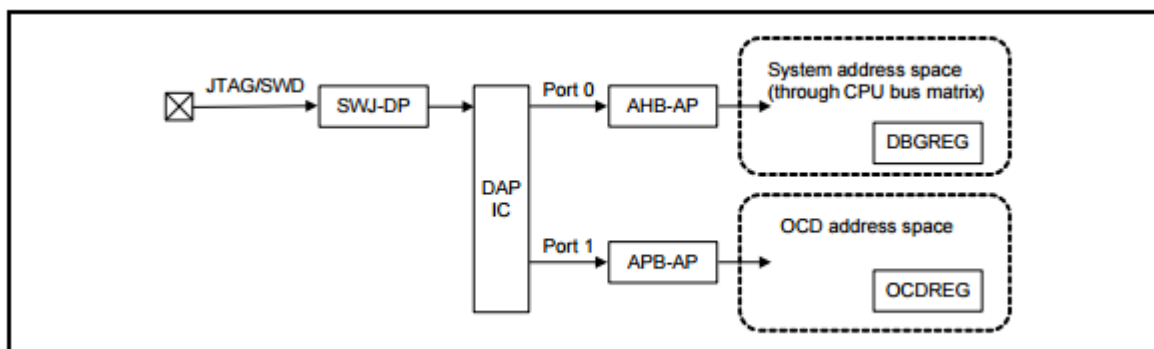 JTAG/SWD
SWJ-DP
DAP
IC
Port 0
AHB-AP
System address space
(through CPU bus matrix)
DBGREG
Port 1
APB-AP
OCD address space
OCDREG